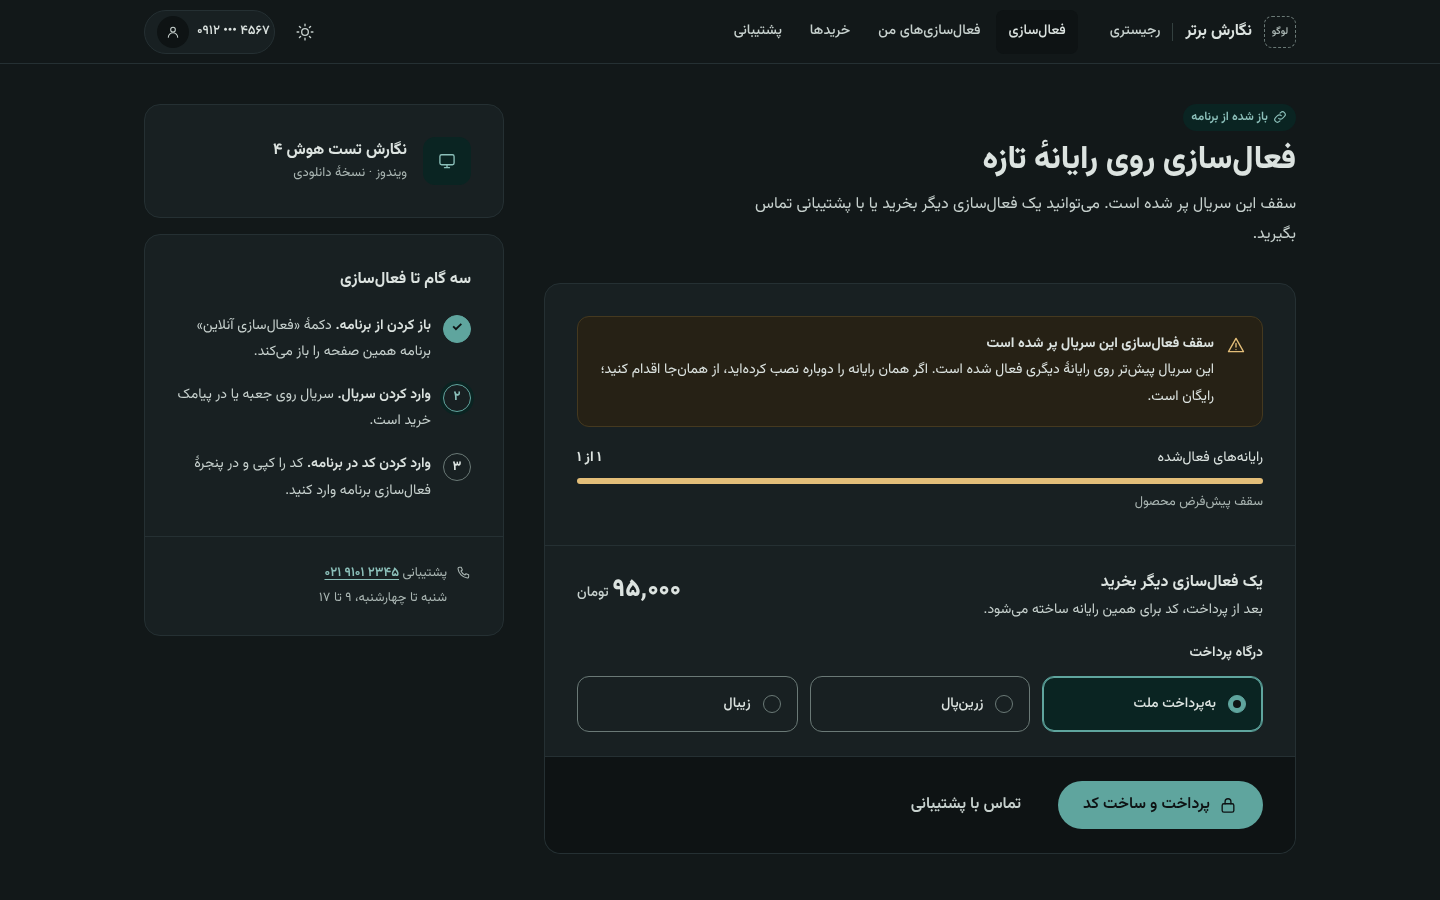 لوگو
نگارش برتر
رجیستری
فعال‌سازی
فعال‌سازی‌های من
خریدها
پشتیبانی
۰۹۱۲ ••• ۴۵۶۷
باز شده از برنامه
فعال‌سازی روی رایانهٔ تازه
سقف این سریال پر شده است. می‌توانید یک فعال‌سازی دیگر بخرید یا با پشتیبانی تماس
بگیرید.
سقف فعال‌سازی این سریال پر شده است
این سریال پیش‌تر روی رایانهٔ دیگری فعال شده است. اگر همان رایانه را دوباره نصب کرده‌اید، از همان‌جا اقدام کنید؛
رایگان است.
رایانه‌های فعال‌شده
۱ از ۱
سقف پیش‌فرض محصول
یک فعال‌سازی دیگر بخرید
۹۵,۰۰۰ تومان
بعد از پرداخت، کد برای همین رایانه ساخته می‌شود.
درگاه پرداخت
به‌پرداخت ملت
زرین‌پال
زیبال
پرداخت و ساخت کد
تماس با پشتیبانی
نگارش تست هوش ۴
ویندوز · نسخهٔ دانلودی
سه گام تا فعال‌سازی
باز کردن از برنامه. دکمهٔ «فعال‌سازی آنلاین»
برنامه همین صفحه را باز می‌کند.
۲
وارد کردن سریال. سریال روی جعبه یا در پیامک
خرید است.
۳
وارد کردن کد در برنامه. کد را کپی و در پنجرهٔ
فعال‌سازی برنامه وارد کنید.
پشتیبانی ۰۲۱ ۹۱۰۱ ۲۳۴۵
شنبه تا چهارشنبه، ۹ تا ۱۷